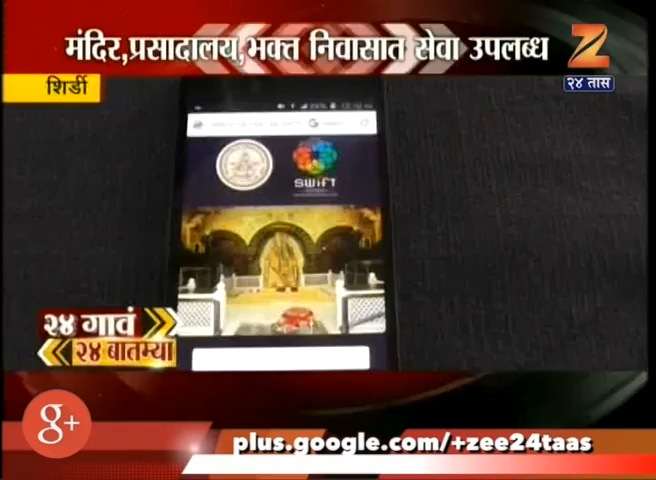 मंदिर,प्रसादालय,भक्त निवासात सेवा उपलब्ध
२४ तास
शिर्डी
SWIFT
२४ गावं
२४ बातम्या
g+
plus.google.com/+zee24taas